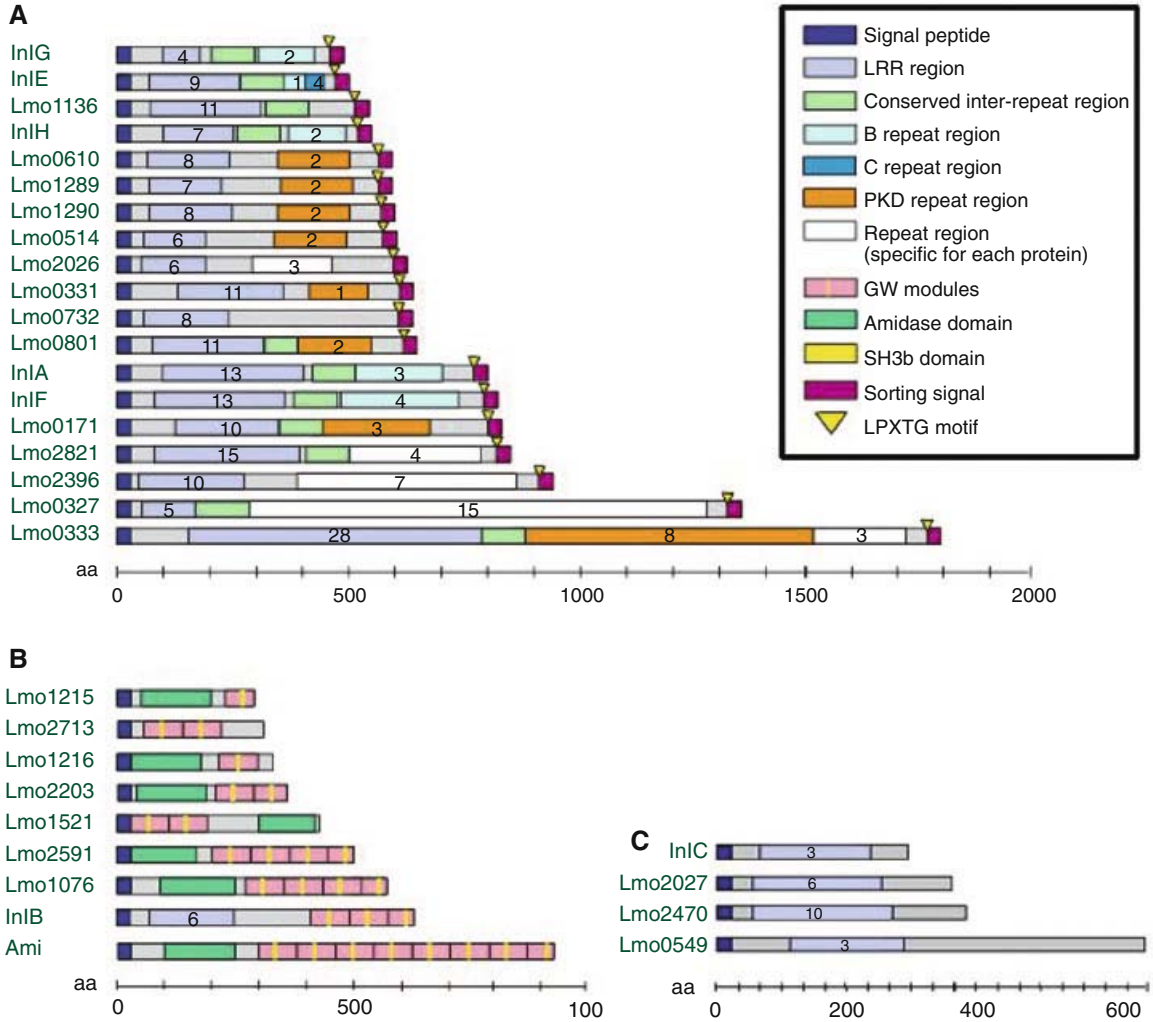 A
InIG 4 2
InIE 9 1 4
Lmo1136 11
InIH 7 2
Lmo0610 8 2
Lmo1289 7 2
Lmo1290 8 2
Lmo0514 6 2
Lmo2026 6 3
Lmo0331 11 1
Lmo0732 8
Lmo0801 11 2
InIA 13 3
InIF 13 4
Lmo0171 10 3
Lmo2821 15 4
Lmo2396 10 7
Lmo0327 5 15
Lmo0333 28 8 3
aa
0 500 1000 1500 2000
Signal peptide
LRR region
Conserved inter-repeat region
B repeat region
C repeat region
PKD repeat region
Repeat region
(specific for each protein)
GW modules
Amidase domain
SH3b domain
Sorting signal
LPXTG motif
B
Lmo1215
Lmo2713
Lmo1216
Lmo2203
Lmo1521
Lmo2591
Lmo1076
InIB 6
Ami
aa
0 500 100
C
InIC 3
Lmo2027 6
Lmo2470 10
Lmo0549 3
aa
0 200 400 600